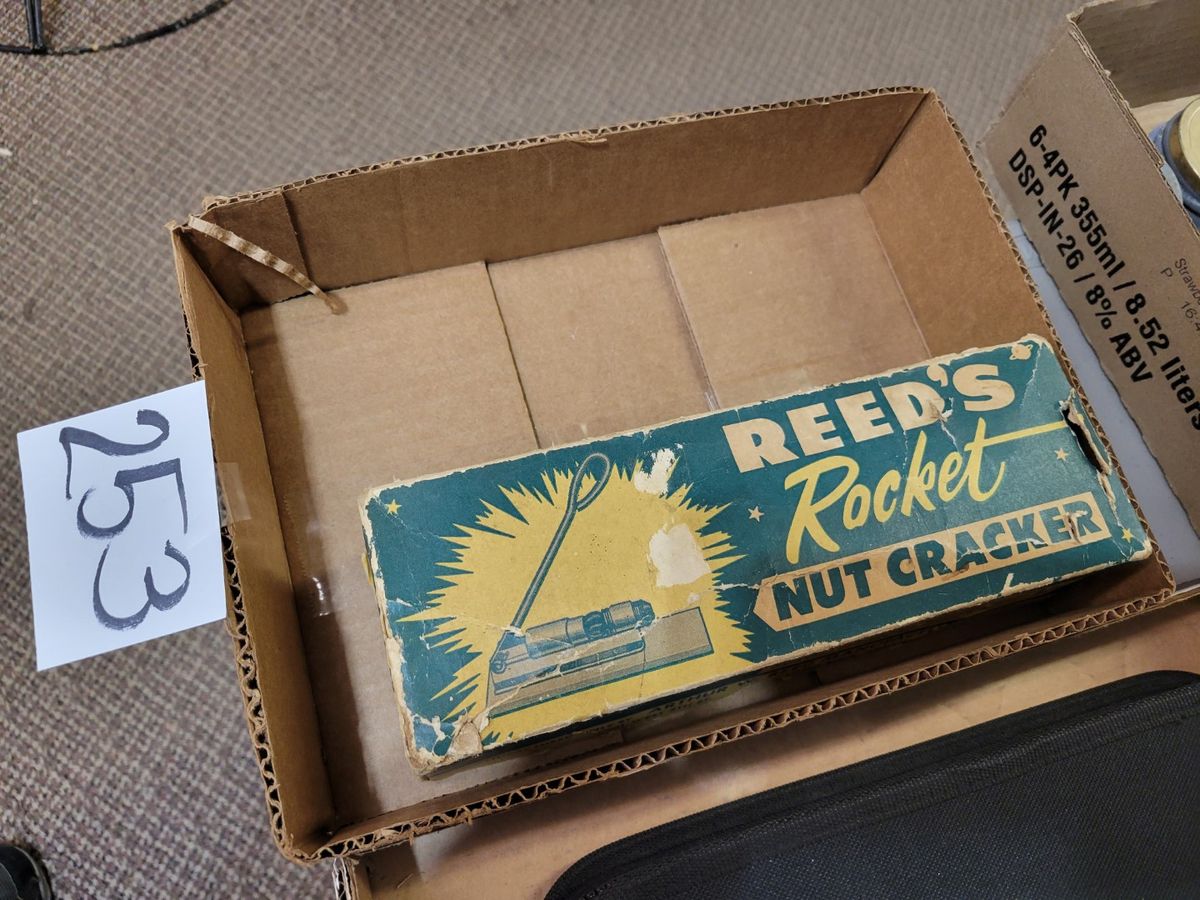 253
REED'S
Rocket
NUT CRACKER
6-4PK 355ml / 8.52 liters
DSP-IN-26 / 8% ABV